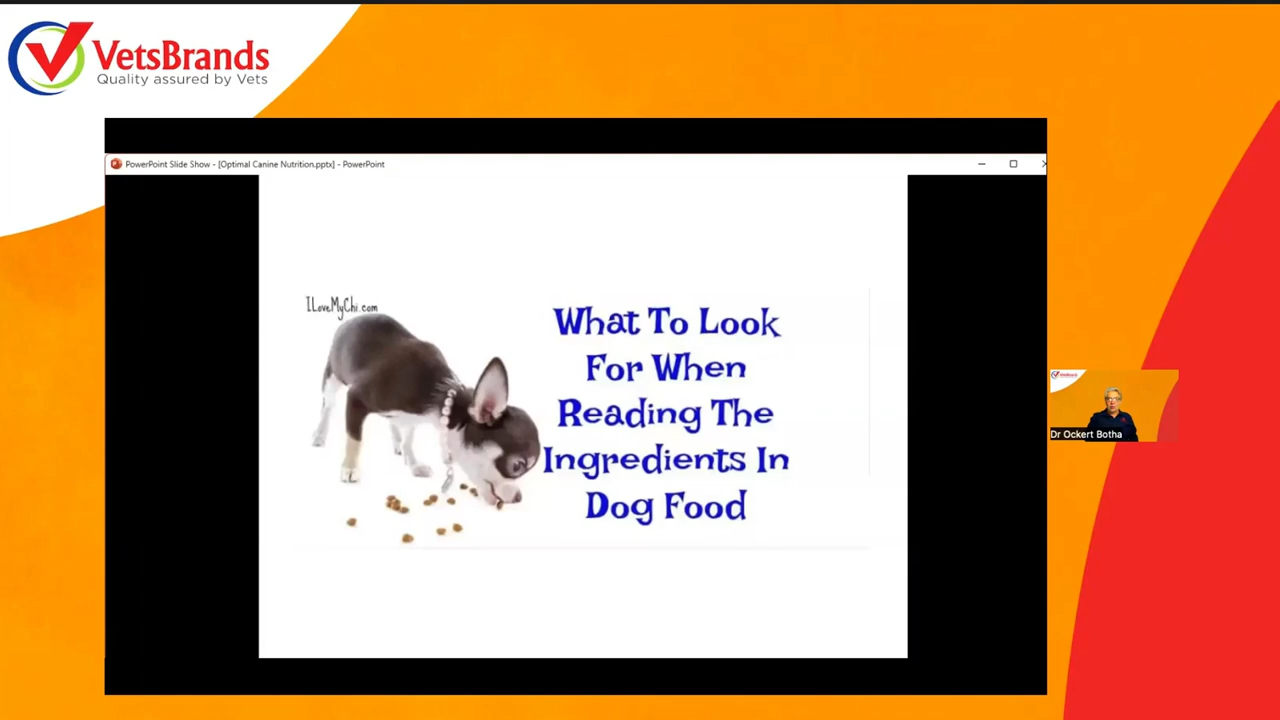 VetsBrands
Quality assured by Vets
PowerPoint Slide Show - [Optimal Canine Nutrition.pptx] - PowerPoint
ILoveMyChi.com
What To Look
For When
Reading The
Ingredients In
Dog Food
VetsBrands
Dr Ockert Botha